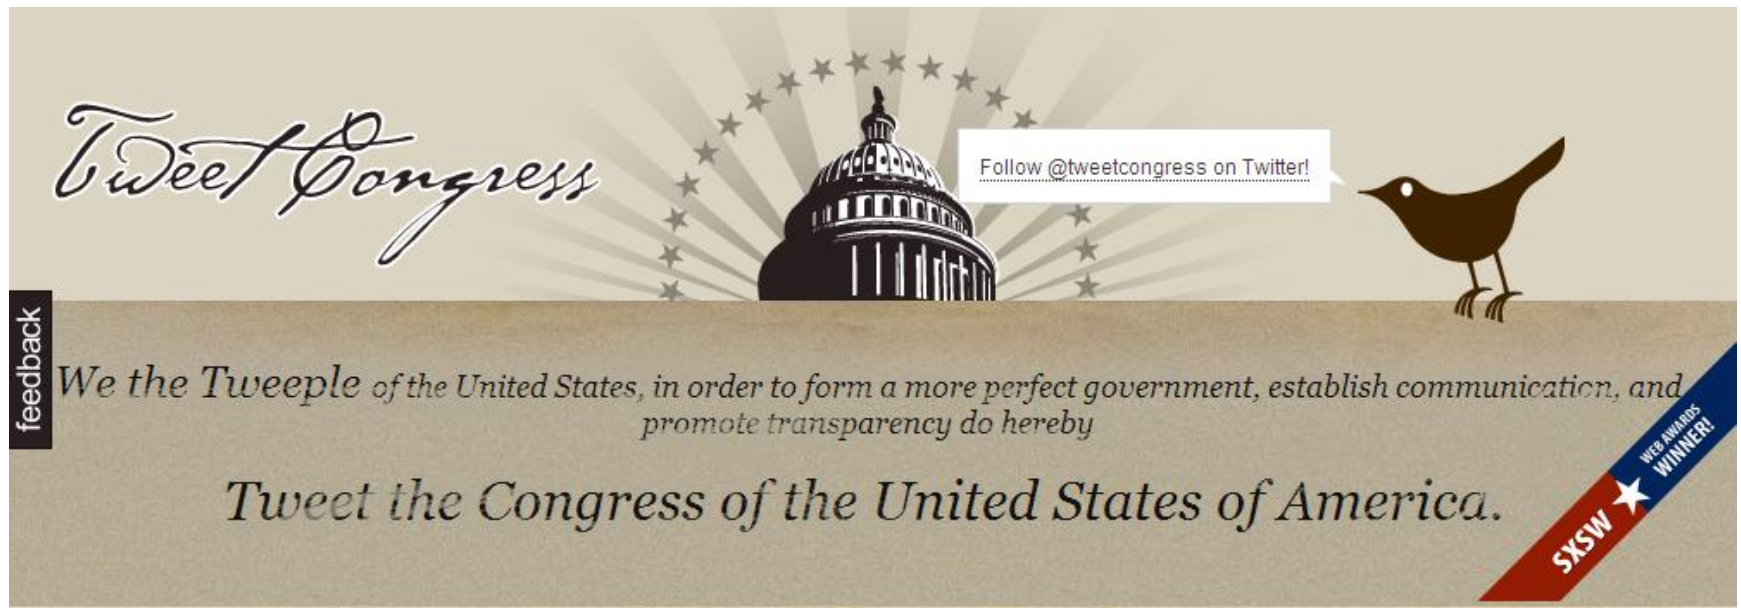 Tweet Congress
Follow @tweetcongress on Twitter!
feedback
We the Tweeple of the United States, in order to form a more perfect government, establish communication, and
promote transparency do hereby
Tweet the Congress of the United States of America.
WEB AWARDS
WINNER!
SXSW